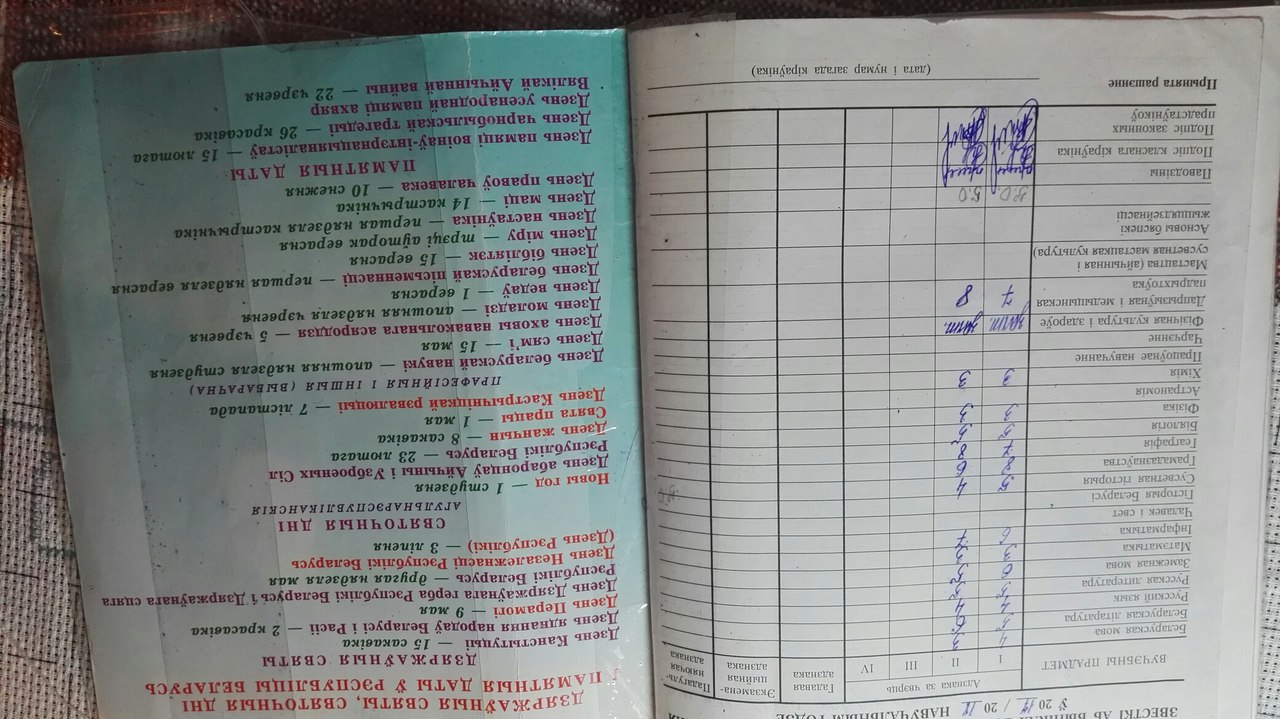 ЗВЕСТКІ АБ
Ў 2017 / 2018 НАВУЧАЛЬНЫМ ГОДЗЕ
ВУЧЭБНЫ ПРАДМЕТ
Адзнака за чвэрць
I II III IV
Гадавая адзнака
Экзамена-
цыйная
адзнака
Падагуль-
няючая
адзнака
Беларуская мова 4 3
Беларуская літаратура 5 6
Русский язык 4 4
Русская литература 5 5
Замежная мова 6 5
Матэматыка 3 3
Інфарматыка 6 7
Чалавек і свет
Гісторыя Беларусі 5.0
Сусветная гісторыя 5 4
Грамадазнаўства 8 6
Геаграфія 7 8
Біялогія 5 5
Фізіка 3 3
Астраномія
Хімія 3 3
Працоўнае навучанне
Чарчэнне
Фізічная культура і здароўе зачт. зачт.
Дапрызыўная і медыцынская
падрыхтоўка 7 8
Мастацтва (айчынная і
сусветная мастацкая культура)
Асновы бяспекі
жыццядзейнасці
5.0 5.0
Паводзіны
Подпіс класнага кіраўніка
Подпіс законных
прадстаўнікоў
Прынята рашэнне
(дата і нумар загада кіраўніка)
ДЗЯРЖАЎНЫЯ СВЯТЫ, СВЯТОЧНЫЯ ДНІ
І ПАМЯТНЫЯ ДАТЫ Ў РЭСПУБЛІЦЫ БЕЛАРУСЬ
ДЗЯРЖАЎНЫЯ СВЯТЫ
Дзень Канстытуцыі — 15 сакавіка
Дзень яднання народаў Беларусі і Расіі — 2 красавіка
Дзень Перамогі — 9 мая
Дзень Дзяржаўнага герба Рэспублікі Беларусь і Дзяржаўнага сцяга
Рэспублікі Беларусь — другая нядзеля мая
Дзень Незалежнасці Рэспублікі Беларусь
(Дзень Рэспублікі) — 3 ліпеня
СВЯТОЧНЫЯ ДНІ
АГУЛЬНАРЭСПУБЛІКАНСКІЯ
Новы год — 1 студзеня
Дзень абаронцаў Айчыны і Узброеных Сіл
Рэспублікі Беларусь — 23 лютага
Дзень жанчын — 8 сакавіка
Свята працы — 1 мая
Дзень Кастрычніцкай рэвалюцыі — 7 лістапада
ПРАФЕСІЙНЫЯ І ІНШЫЯ (ВЫБАРАЧНА)
Дзень беларускай навукі — апошняя нядзеля студзеня
Дзень сям'і — 15 мая
Дзень аховы навакольнага асяроддзя — 5 чэрвеня
Дзень моладзі — апошняя нядзеля чэрвеня
Дзень ведаў — 1 верасня
Дзень беларускай пісьменнасці — першая нядзеля верасня
Дзень бібліятэк — 15 верасня
Дзень міру — трэці аўторак верасня
Дзень настаўніка — першая нядзеля кастрычніка
Дзень маці — 14 кастрычніка
Дзень правоў чалавека — 10 снежня
ПАМЯТНЫЯ ДАТЫ
Дзень памяці воінаў-інтэрнацыяналістаў — 15 лютага
Дзень чарнобыльскай трагедыі — 26 красавіка
Дзень усенароднай памяці ахвяр
Вялікай Айчыннай вайны — 22 чэрвеня